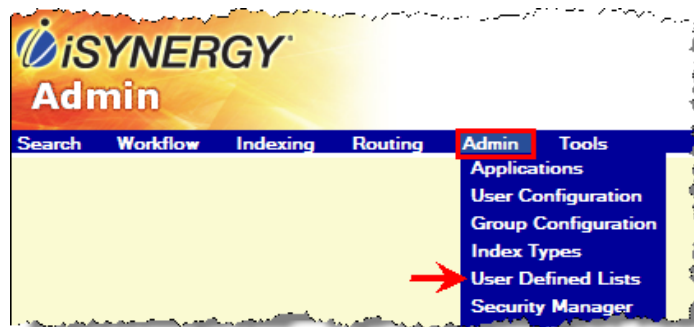 iSYNERGY
Admin
Search Workflow Indexing Routing Admin Tools
Applications
User Configuration
Group Configuration
Index Types
User Defined Lists
Security Manager